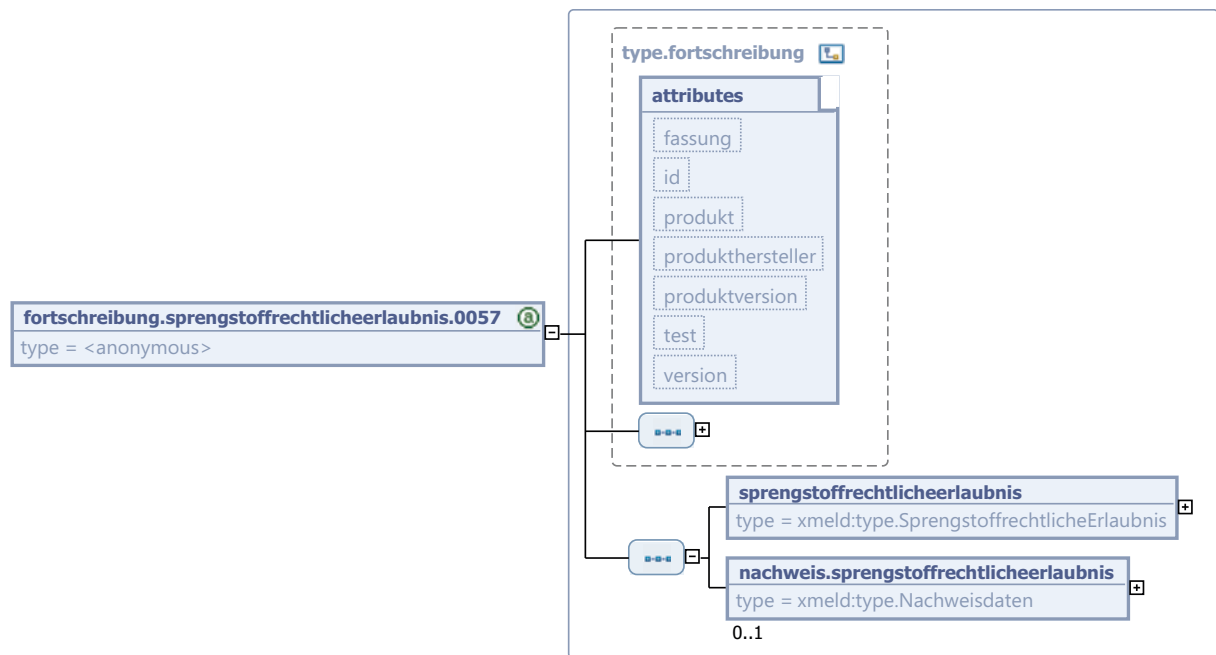 type.fortschreibung
attributes
fassung
id
produkt
produkthersteller
produktversion
test
version
fortschreibung.sprengstoffrechtlicheerlaubnis.0057
type = <anonymous>
sprengstoffrechtlicheerlaubnis
type = xmeld:type.SprengstoffrechtlicheErlaubnis
nachweis.sprengstoffrechtlicheerlaubnis
type = xmeld:type.Nachweisdaten
0..1